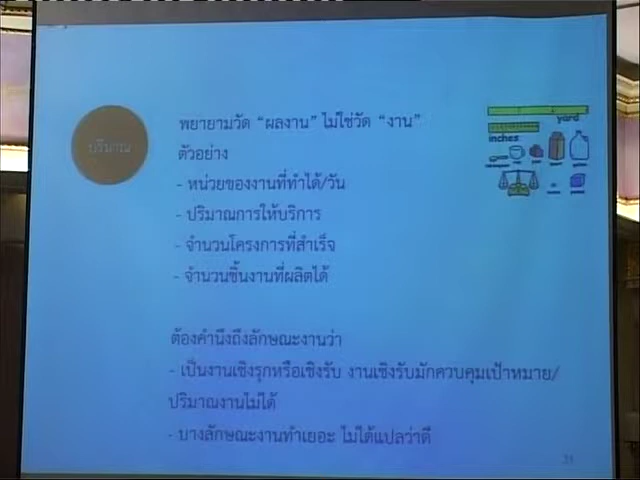 ปริมาณ
พยายามวัด “ผลงาน” ไม่ใช่วัด “งาน”
ตัวอย่าง
- หน่วยของงานที่ทำได้/วัน
- ปริมาณการให้บริการ
- จำนวนโครงการที่สำเร็จ
- จำนวนชิ้นงานที่ผลิตได้
yard
inches
ต้องคำนึงถึงลักษณะงานว่า
- เป็นงานเชิงรุกหรือเชิงรับ งานเชิงรับมักควบคุมเป้าหมาย/
ปริมาณงานไม่ได้
- บางลักษณะงานทำเยอะ ไม่ได้แปลว่าดี